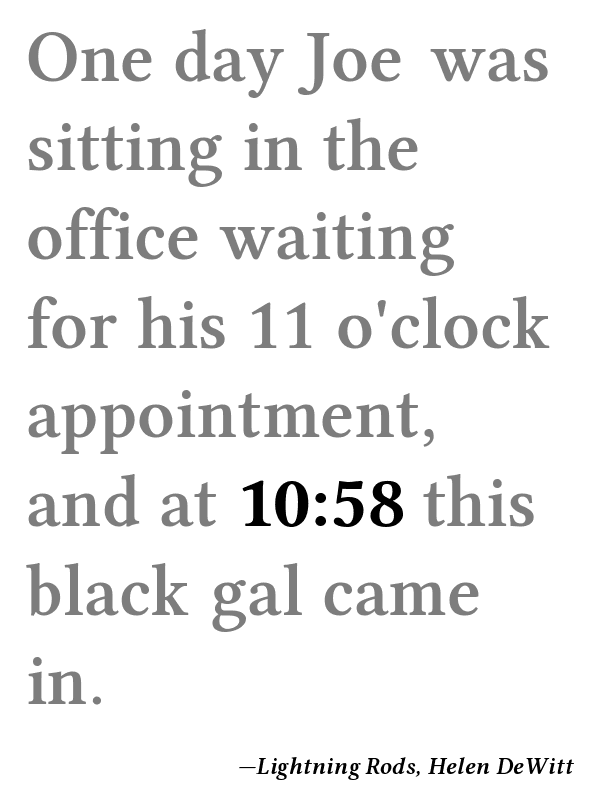 One day Joe was
sitting in the
office waiting
for his 11 o'clock
appointment,
and at 10:58 this
black gal came
in.
—Lightning Rods, Helen DeWitt